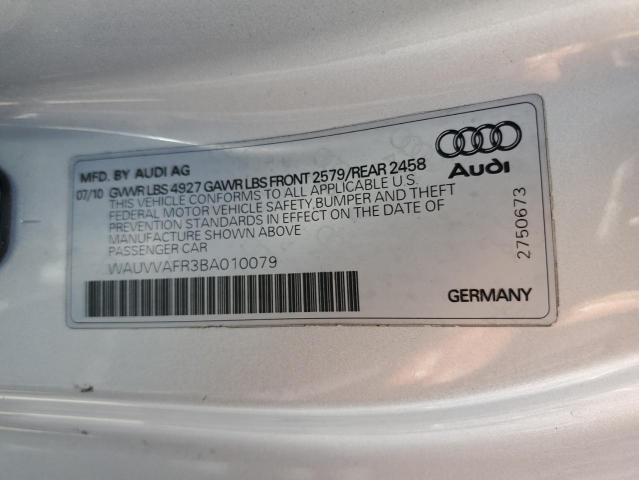 MFD. BY AUDI AG
07/10 GVWR LBS 4927 GAWR LBS FRONT 2579/REAR 2458
THIS VEHICLE CONFORMS TO ALL APPLICABLE U.S.
FEDERAL MOTOR VEHICLE SAFETY,BUMPER AND THEFT
PREVENTION STANDARDS IN EFFECT ON THE DATE OF
MANUFACTURE SHOWN ABOVE
PASSENGER CAR
WAUVVAFR3BA010079
Audi
2750673
GERMANY